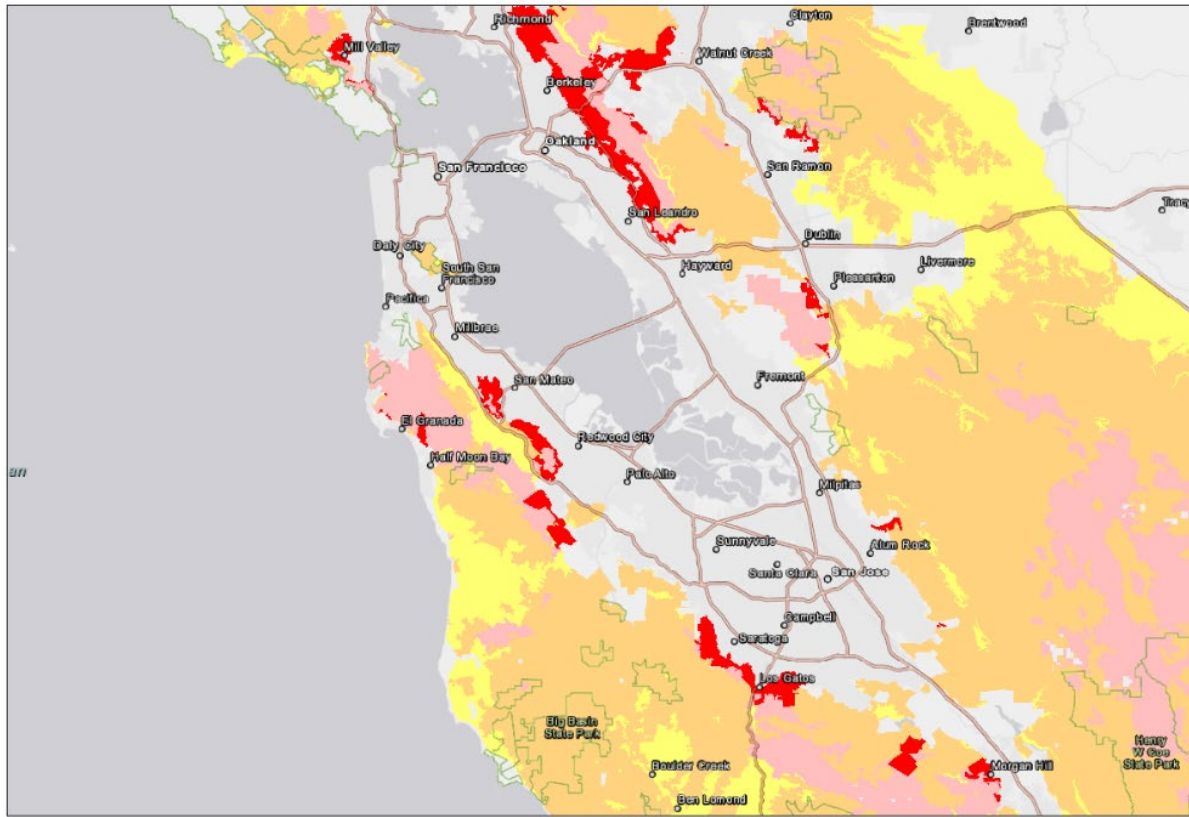 Richmond
Clayton
Brentwood
Mill Valley
Walnut Creek
Berkeley
Oakland
San Francisco
San Ramon
Tracy
San Leandro
Daly City
Dublin
South San
Francisco
Hayward
Livermore
Pleasanton
Pacifica
Millbrae
San Mateo
Fremont
El Granada
Redwood City
Half Moon Bay
Palo Alto
Milpitas
Sunnyvale
Alum Rock
Santa Clara
San Jose
Campbell
Saratoga
Los Gatos
Big Basin
State Park
Henry
W Coe
State Park
Boulder Creek
Morgan Hill
Ben Lomond